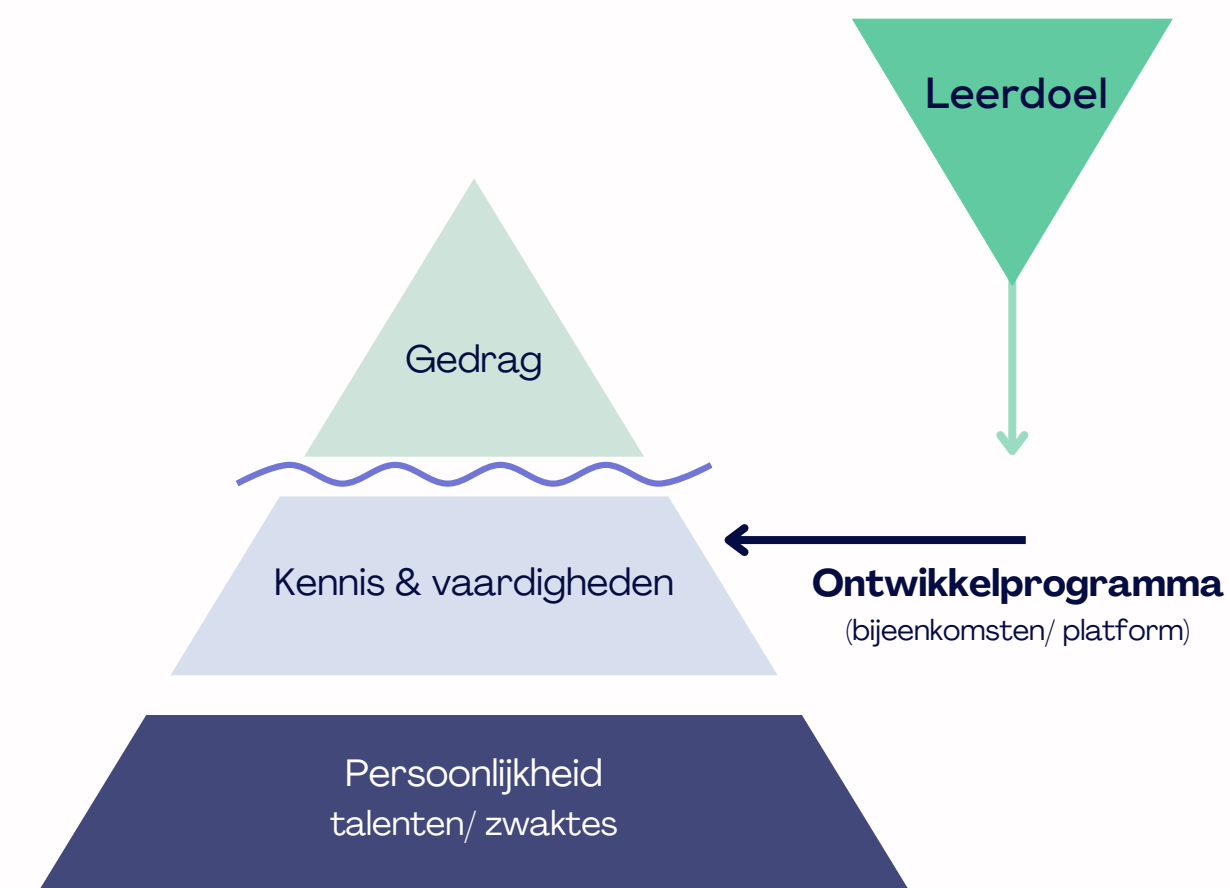 Leerdoel
Gedrag
Kennis & vaardigheden
Ontwikkelprogramma
(bijeenkomsten/ platform)
Persoonlijkheid
talenten/ zwaktes